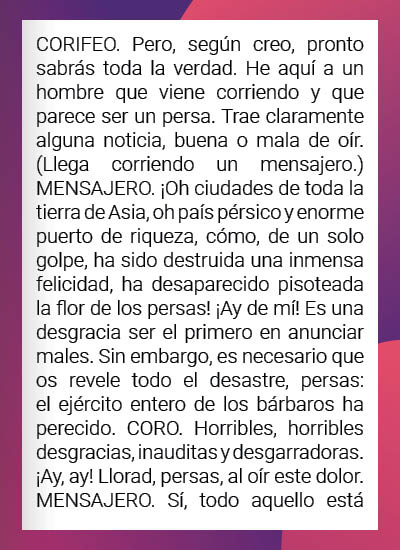 CORIFEO. Pero, según creo, pronto
sabrás toda la verdad. He aquí a un
hombre que viene corriendo y que
parece ser un persa. Trae claramente
alguna noticia, buena o mala de oír.
(Llega corriendo un mensajero.)
MENSAJERO. ¡Oh ciudades de toda la
tierra de Asia, oh país pérsico y enorme
puerto de riqueza, cómo, de un solo
golpe, ha sido destruida una inmensa
felicidad, ha desaparecido pisoteada
la flor de los persas! ¡Ay de mí! Es una
desgracia ser el primero en anunciar
males. Sin embargo, es necesario que
os revele todo el desastre, persas:
el ejército entero de los bárbaros ha
perecido. CORO. Horribles, horribles
desgracias, inauditas y desgarradoras.
¡Ay, ay! Llorad, persas, al oír este dolor.
MENSAJERO. Sí, todo aquello está